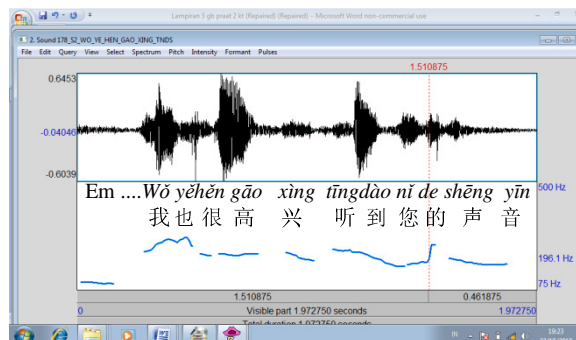 Lampiran 3 gb praat 2 kt (Repaired) (Repaired) - Microsoft Word non-commercial use
2. Sound 178_S2_WO_YE_HEN_GAO_XING_TNDS
File Edit Query View Select Spectrum Pitch Intensity Formant Pulses
1.510875
0.6453
-0.04046
-0.6039
Em ....Wǒ yěhěn gāo xìng tīngdào nǐ de shēng yīn
500 Hz
我也很高 兴 听到您的 声 音
196.1 Hz
75 Hz
1.510875 0.461875
0 Visible part 1.972750 seconds 1.972750
Total duration 1.972750 seconds
IN 19:23